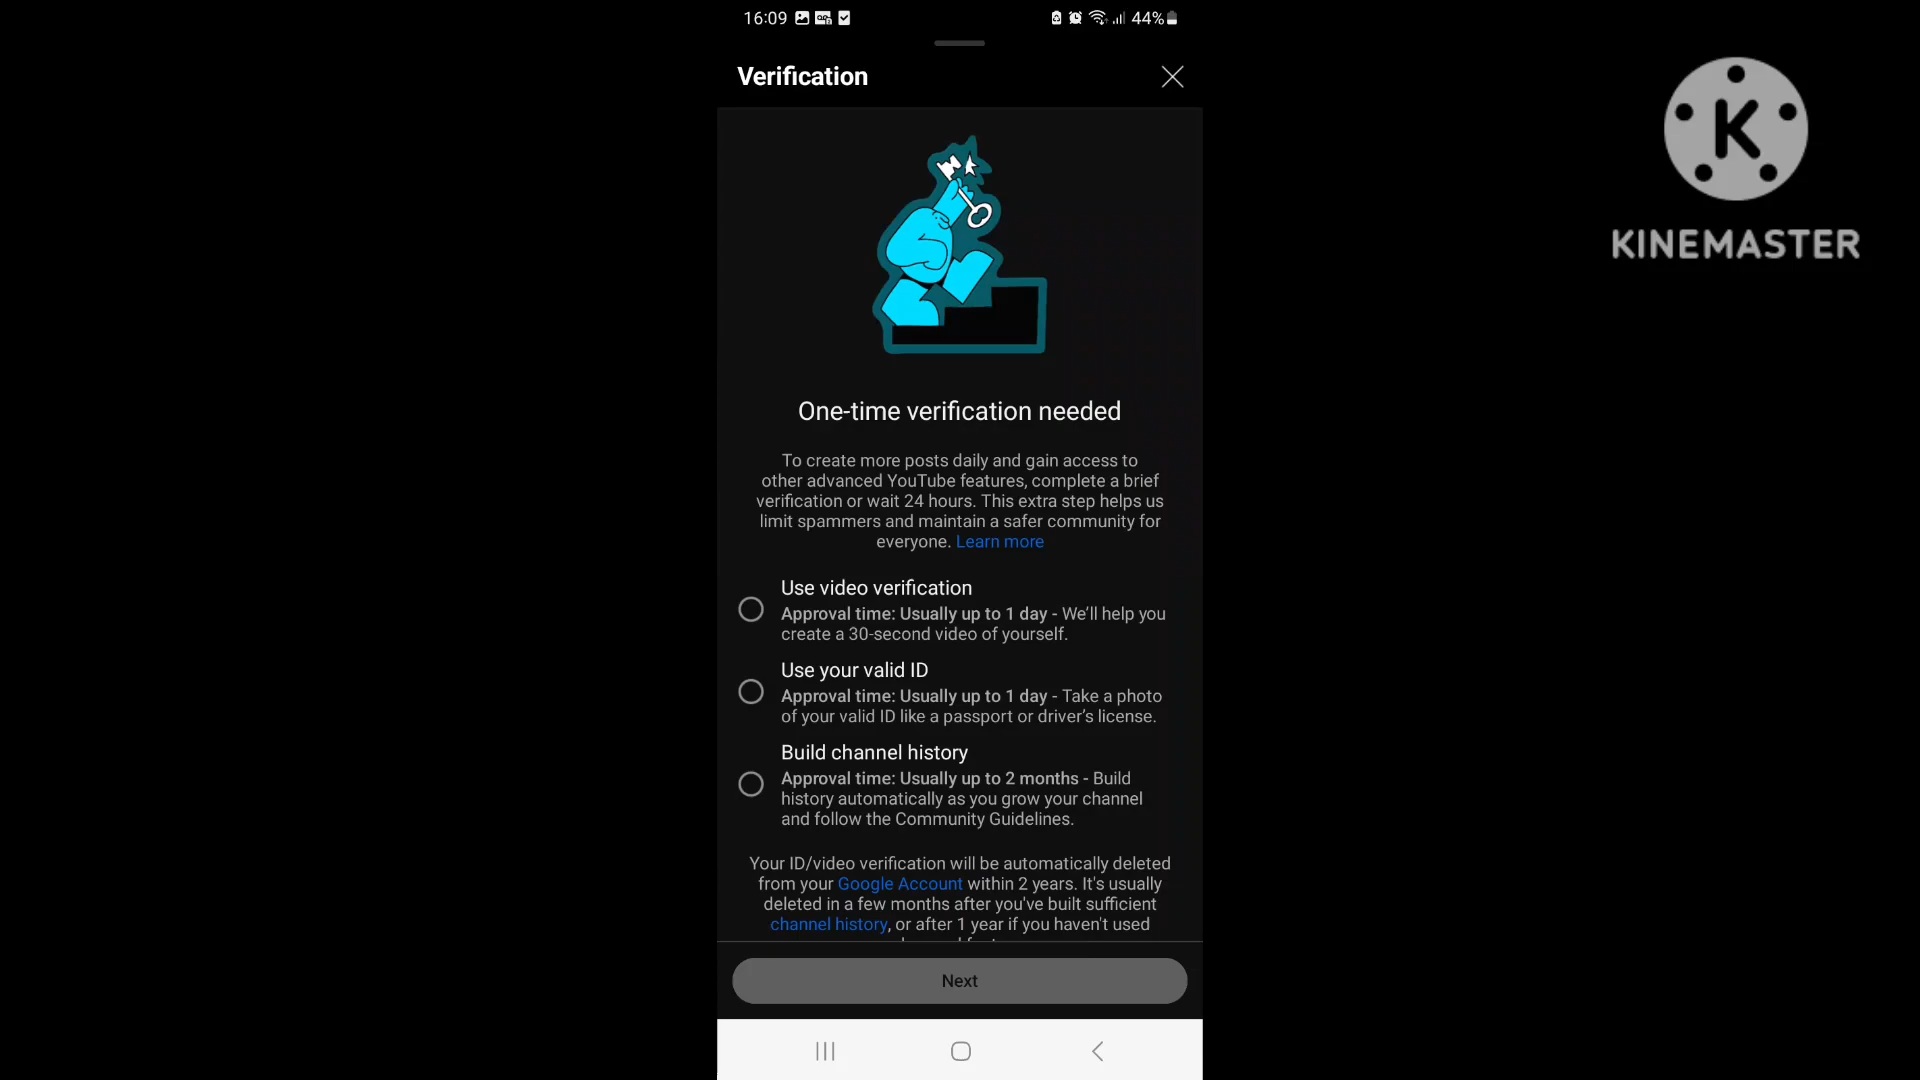 16:09
44%
Verification
K
KINEMASTER
One-time verification needed
To create more posts daily and gain access to
other advanced YouTube features, complete a brief
verification or wait 24 hours. This extra step helps us
limit spammers and maintain a safer community for
everyone. Learn more
Use video verification
Approval time: Usually up to 1 day - We’ll help you
create a 30-second video of yourself.
Use your valid ID
Approval time: Usually up to 1 day - Take a photo
of your valid ID like a passport or driver’s license.
Build channel history
Approval time: Usually up to 2 months - Build
history automatically as you grow your channel
and follow the Community Guidelines.
Your ID/video verification will be automatically deleted
from your Google Account within 2 years. It's usually
deleted in a few months after you've built sufficient
channel history, or after 1 year if you haven't used
Next